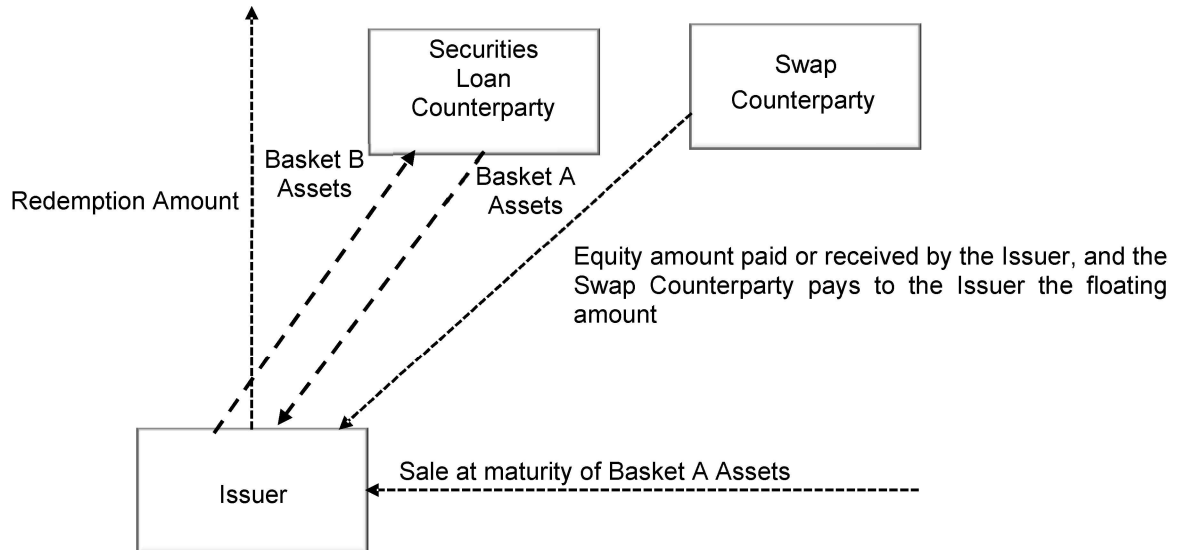 Securities
Loan
Counterparty
Swap
Counterparty
Basket B
Assets
Basket A
Assets
Redemption Amount
Equity amount paid or received by the Issuer, and the
Swap Counterparty pays to the Issuer the floating
amount
Sale at maturity of Basket A Assets
Issuer